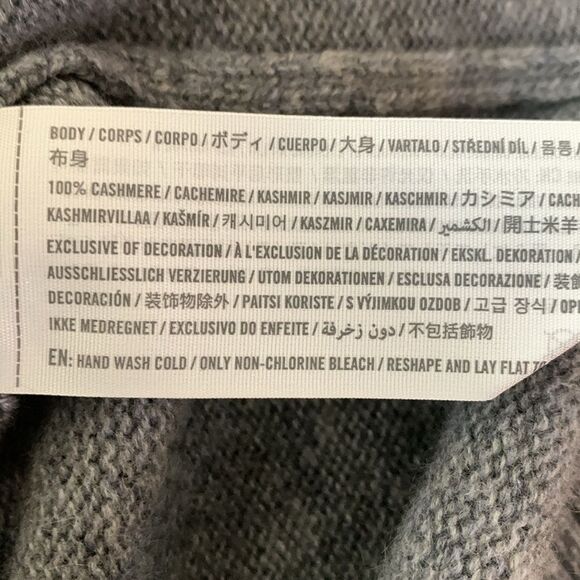 BODY / CORPS / CORPO / ボディ / CUERPO / 大身 / VARTALO / STŘEDNÍ DÍL / 몸통 /
布身
100% CASHMERE / CACHEMIRE / KASHMIR / KASJMIR / KASCHMIR / カシミア / CACH
KASHMIRVILLAA / KAŠMÍR / 캐시미어 / KASZMIR / CAXEMIRA / الكشمير / 開士米羊
EXCLUSIVE OF DECORATION / À L'EXCLUSION DE LA DÉCORATION / EKSKL. DEKORATION /
AUSSCHLIESSLICH VERZIERUNG / UTOM DEKORATIONEN / ESCLUSA DECORAZIONE / 装飾
DECORACIÓN / 装饰物除外 / PAITSI KORISTE / S VÝJIMKOU OZDOB / 고급 장식 /
IKKE MEDREGNET / EXCLUSIVO DO ENFEITE / دون زخرفة / 不包括飾物
EN: HAND WASH COLD / ONLY NON-CHLORINE BLEACH / RESHAPE AND LAY FLAT